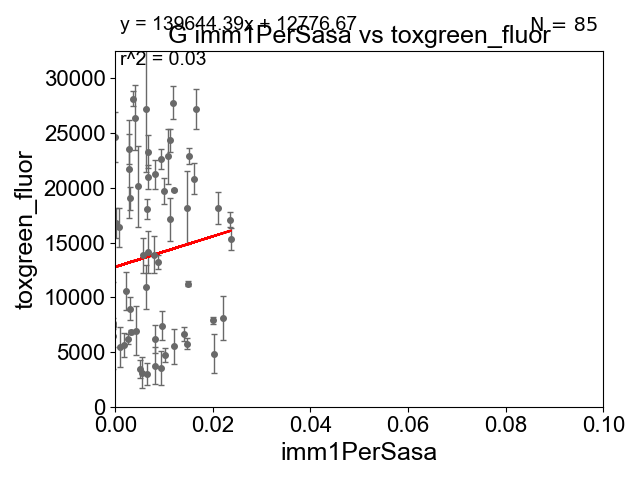 y = 139644.39x + 12776.67
N = 85
G imm1PerSasa vs toxgreen_fluor
r^2 = 0.03
30000
25000
20000
15000
10000
5000
0
toxgreen_fluor
0.00 0.02 0.04 0.06 0.08 0.10
imm1PerSasa